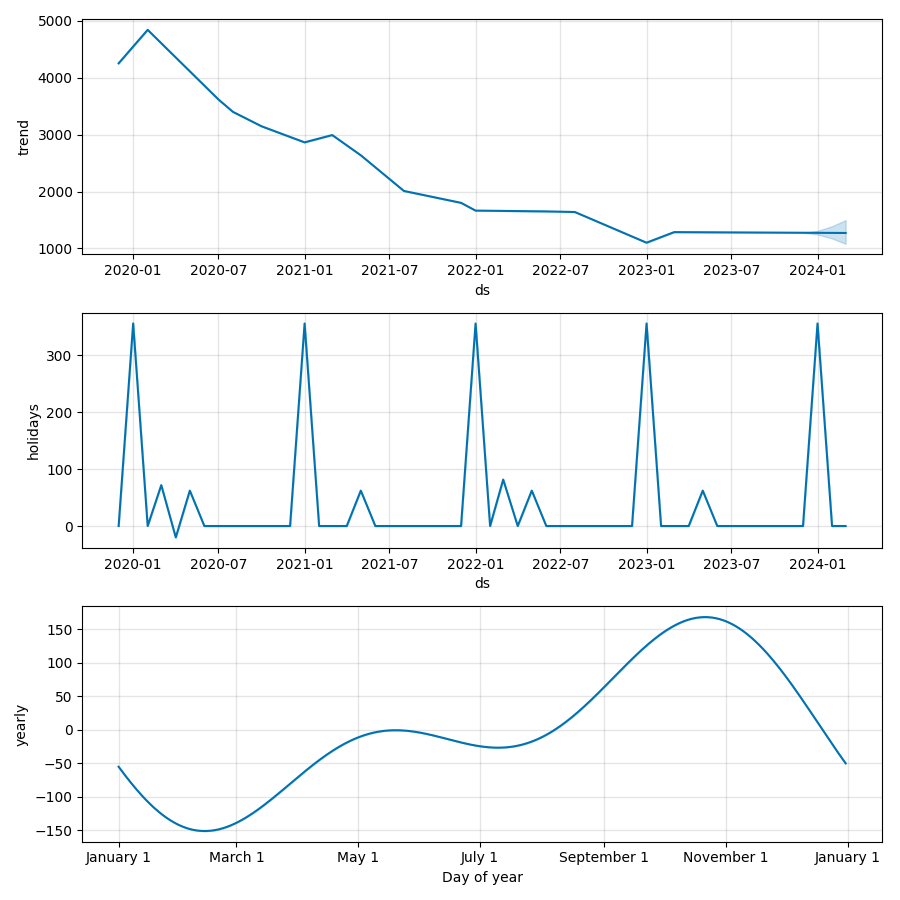 5000
4000
3000
2000
1000
trend
2020-01 2020-07 2021-01 2021-07 2022-01 2022-07 2023-01 2023-07 2024-01
ds
300
200
100
0
holidays
2020-01 2020-07 2021-01 2021-07 2022-01 2022-07 2023-01 2023-07 2024-01
ds
150
100
50
0
−50
−100
−150
yearly
January 1 March 1 May 1 July 1 September 1 November 1 January 1
Day of year